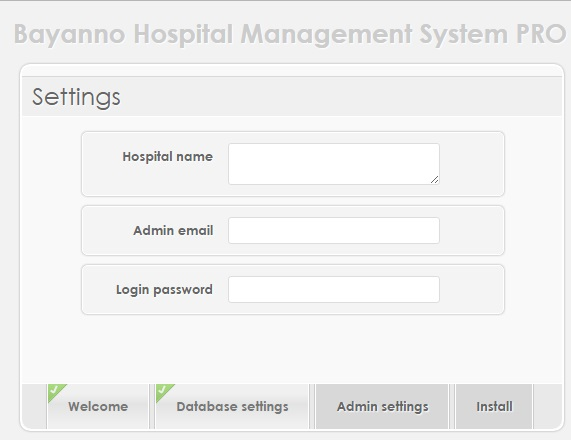 Bayanno Hospital Management System PRO
Settings
Hospital name
Admin email
Login password
Welcome
Database settings
Admin settings
Install